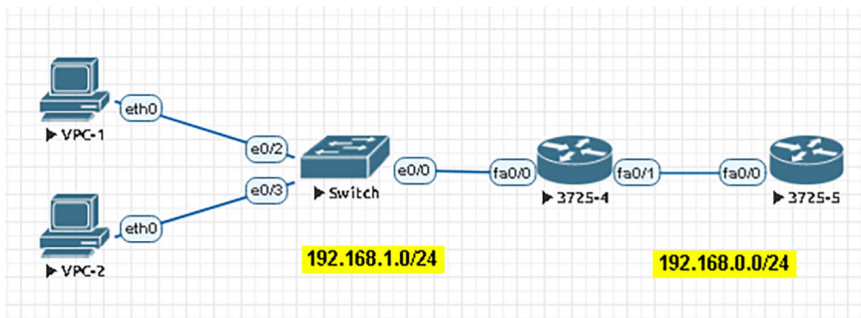 eth0
VPC-1
e0/2
e0/3
eth0
VPC-2
Switch
e0/0
fa0/0
3725-4
fa0/1
fa0/0
3725-5
192.168.1.0/24
192.168.0.0/24